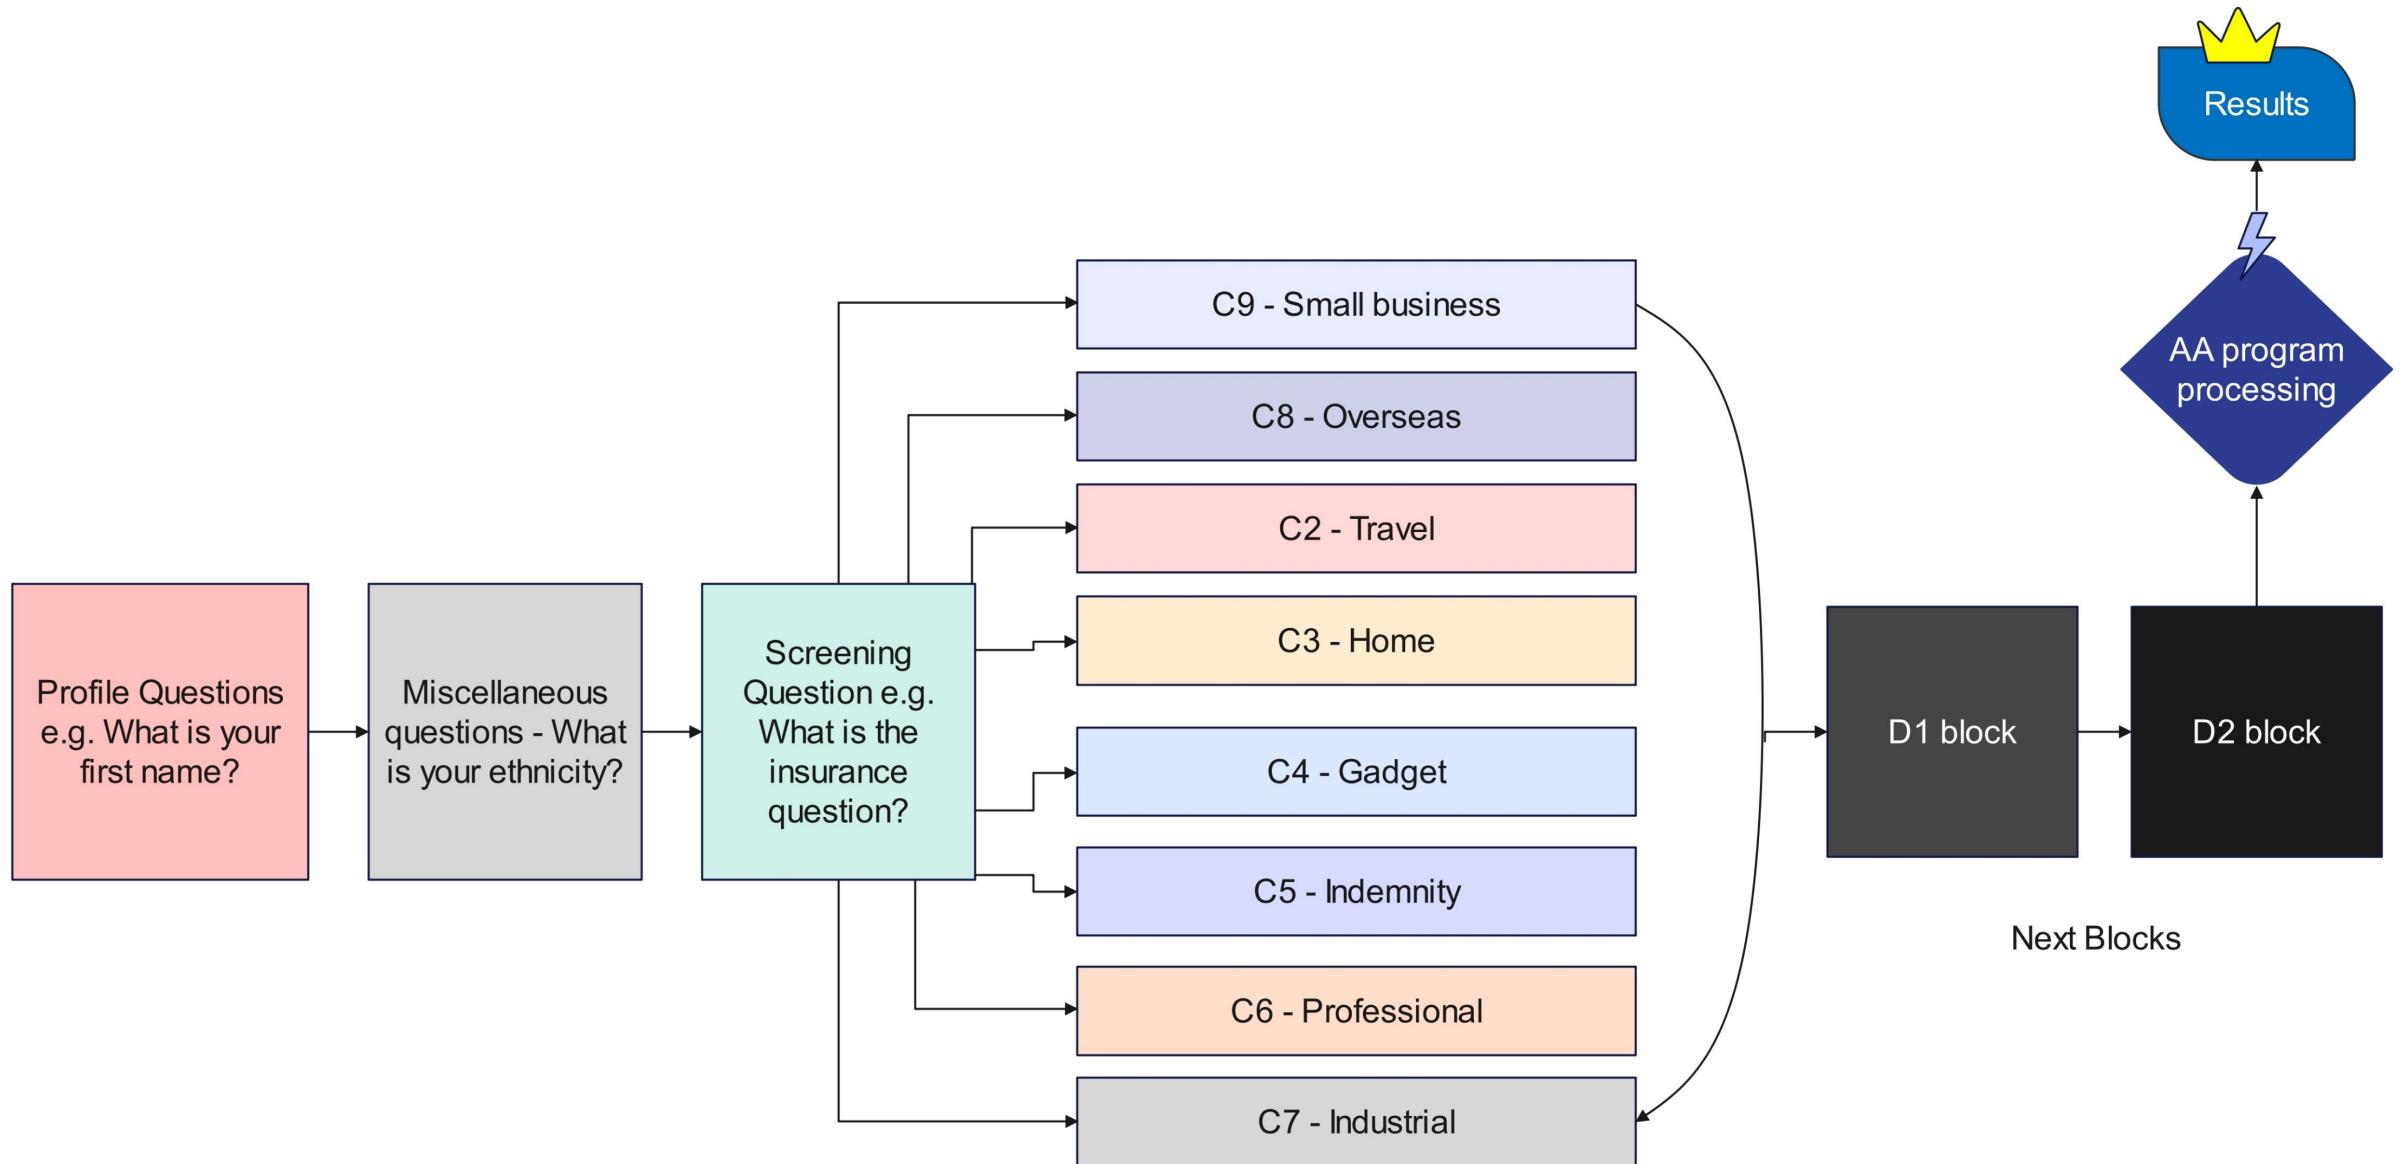 Results
AA program
processing
C9 - Small business
C8 - Overseas
C2 - Travel
C3 - Home
C4 - Gadget
C5 - Indemnity
C6 - Professional
C7 - Industrial
Profile Questions
e.g. What is your
first name?
Miscellaneous
questions - What
is your ethnicity?
Screening
Question e.g.
What is the
insurance
question?
D1 block
D2 block
Next Blocks